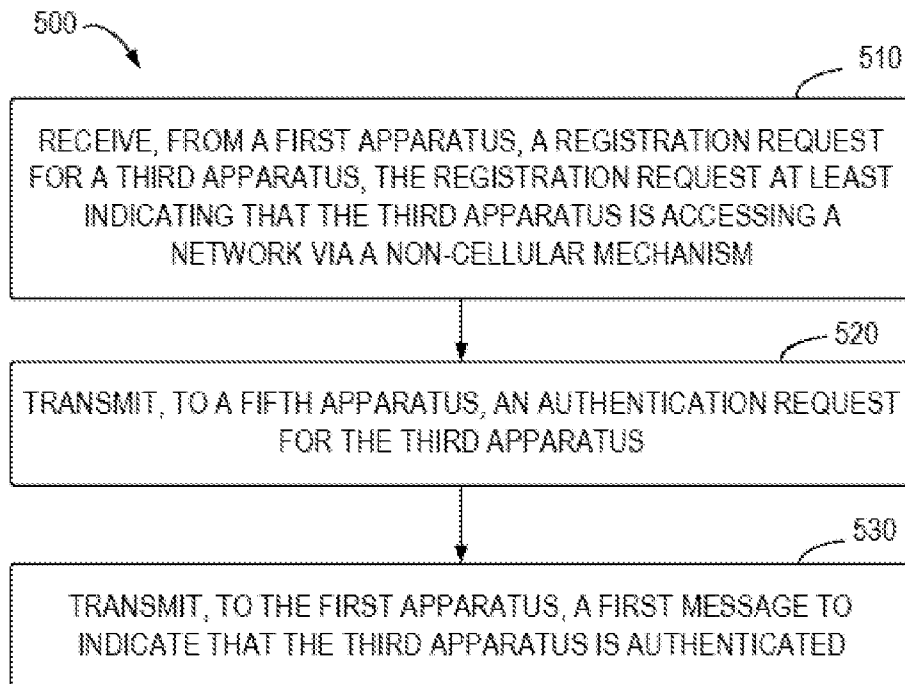 500
510
RECEIVE, FROM A FIRST APPARATUS, A REGISTRATION REQUEST
FOR A THIRD APPARATUS, THE REGISTRATION REQUEST AT LEAST
INDICATING THAT THE THIRD APPARATUS IS ACCESSING A
NETWORK VIA A NON-CELLULAR MECHANISM
520
TRANSMIT, TO A FIFTH APPARATUS, AN AUTHENTICATION REQUEST
FOR THE THIRD APPARATUS
530
TRANSMIT, TO THE FIRST APPARATUS, A FIRST MESSAGE TO
INDICATE THAT THE THIRD APPARATUS IS AUTHENTICATED